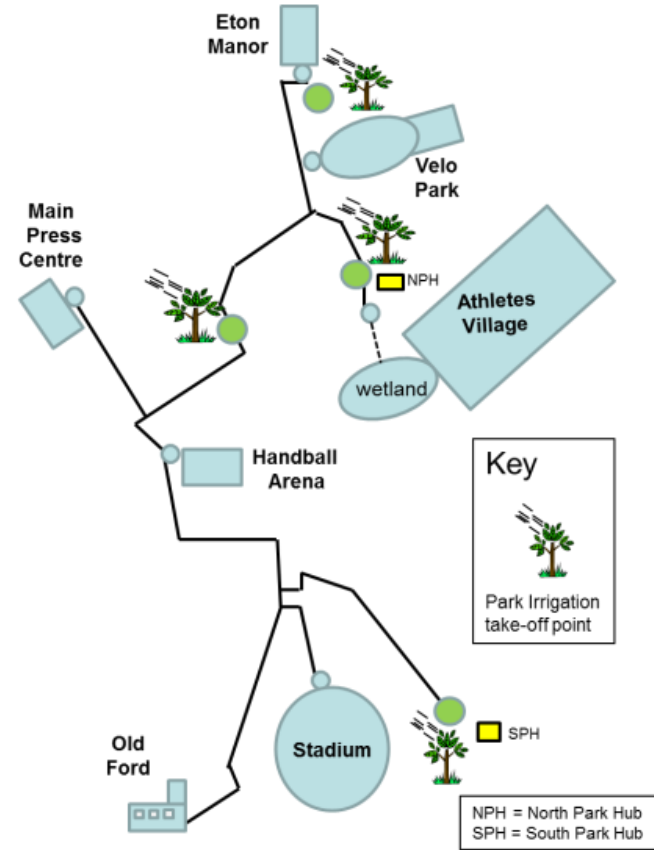 Eton
Manor
Velo
Park
Main
Press
Centre
NPH
Athletes
Village
wetland
Handball
Arena
Key
Park Irrigation
take-off point
Stadium
SPH
Old
Ford
NPH = North Park Hub
SPH = South Park Hub